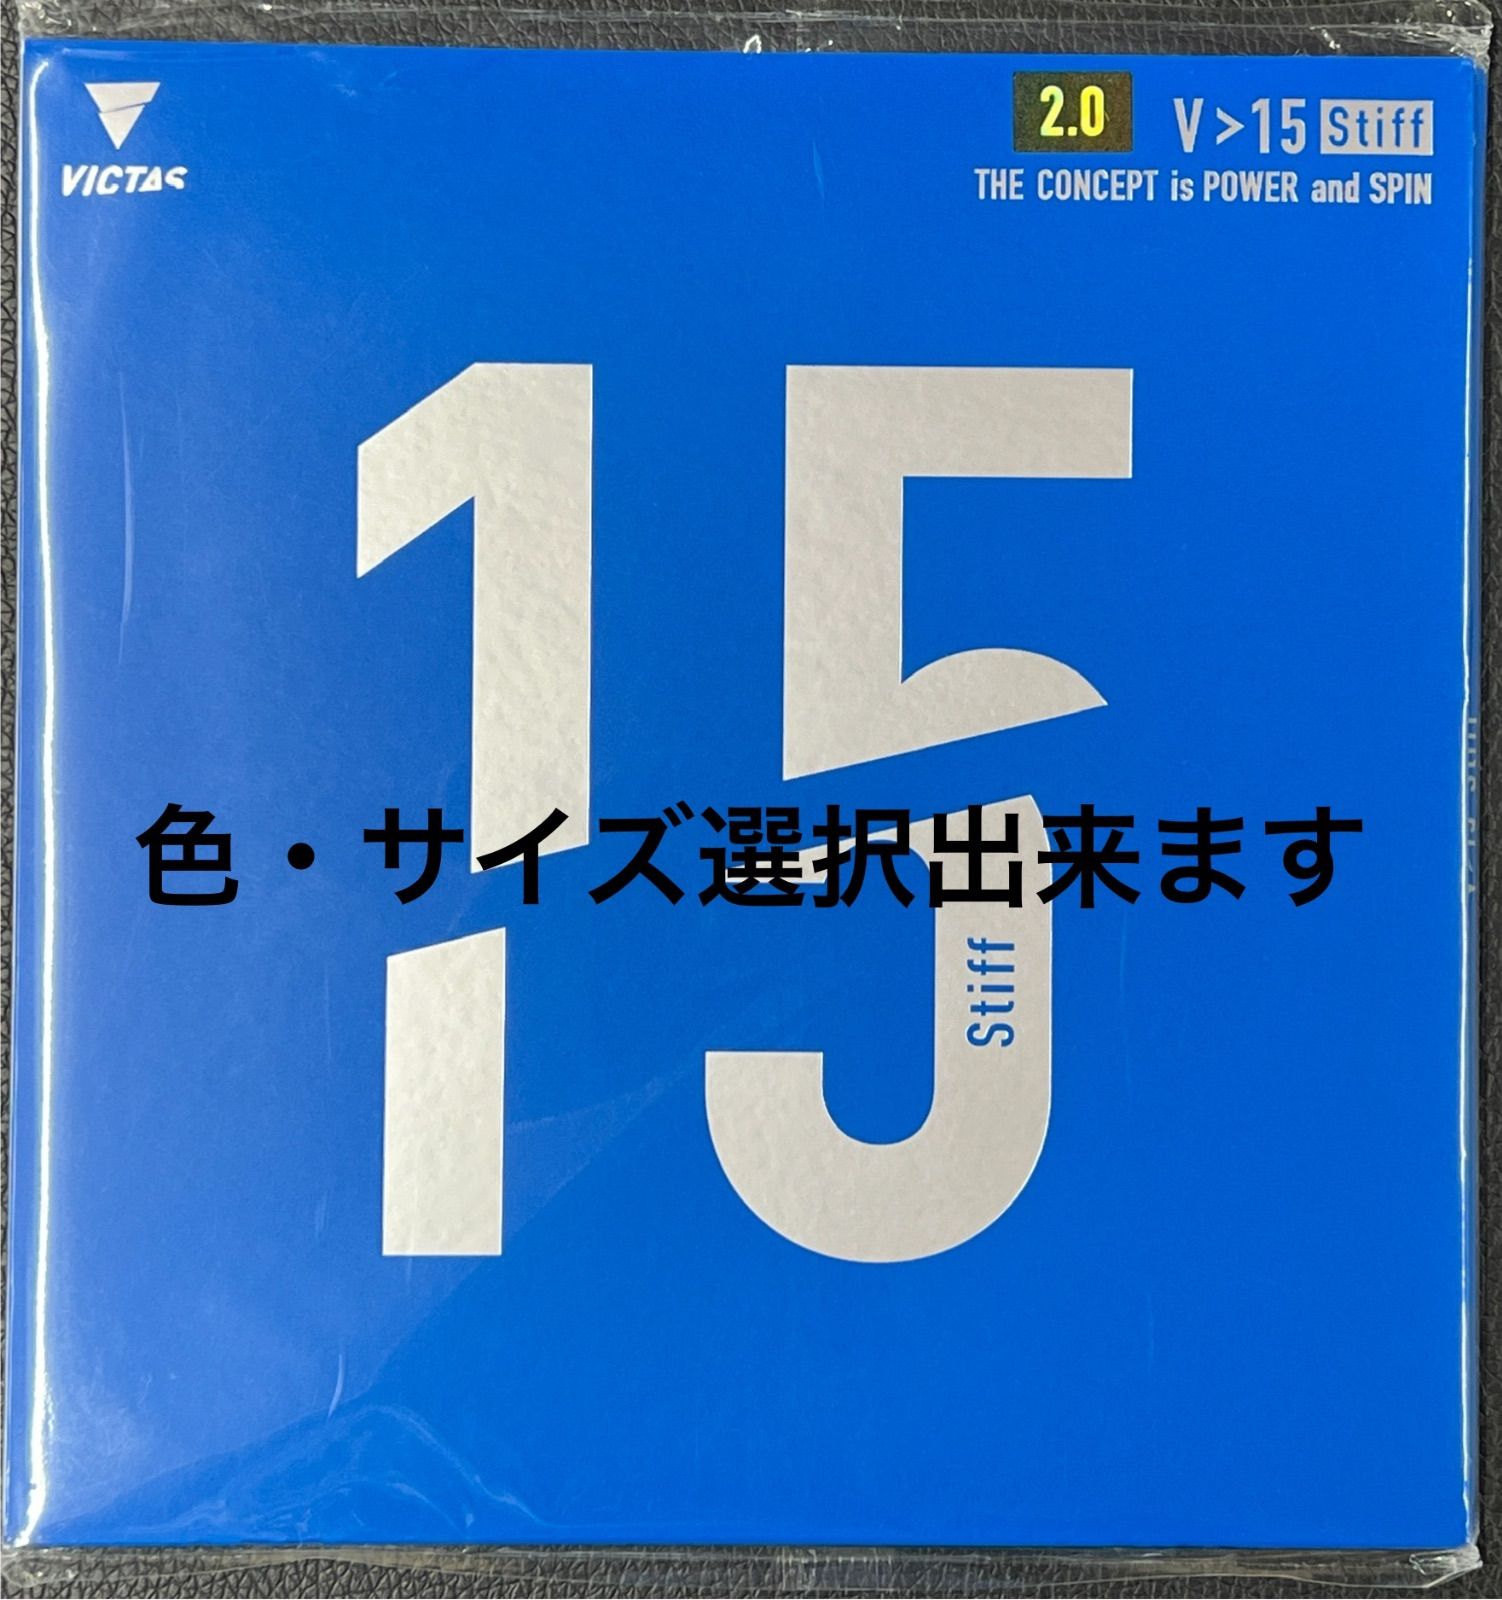 VICTAS
2.0 V>15 Stiff
THE CONCEPT is POWER and SPIN
15
色・サイズ選択出来ます
Stiff